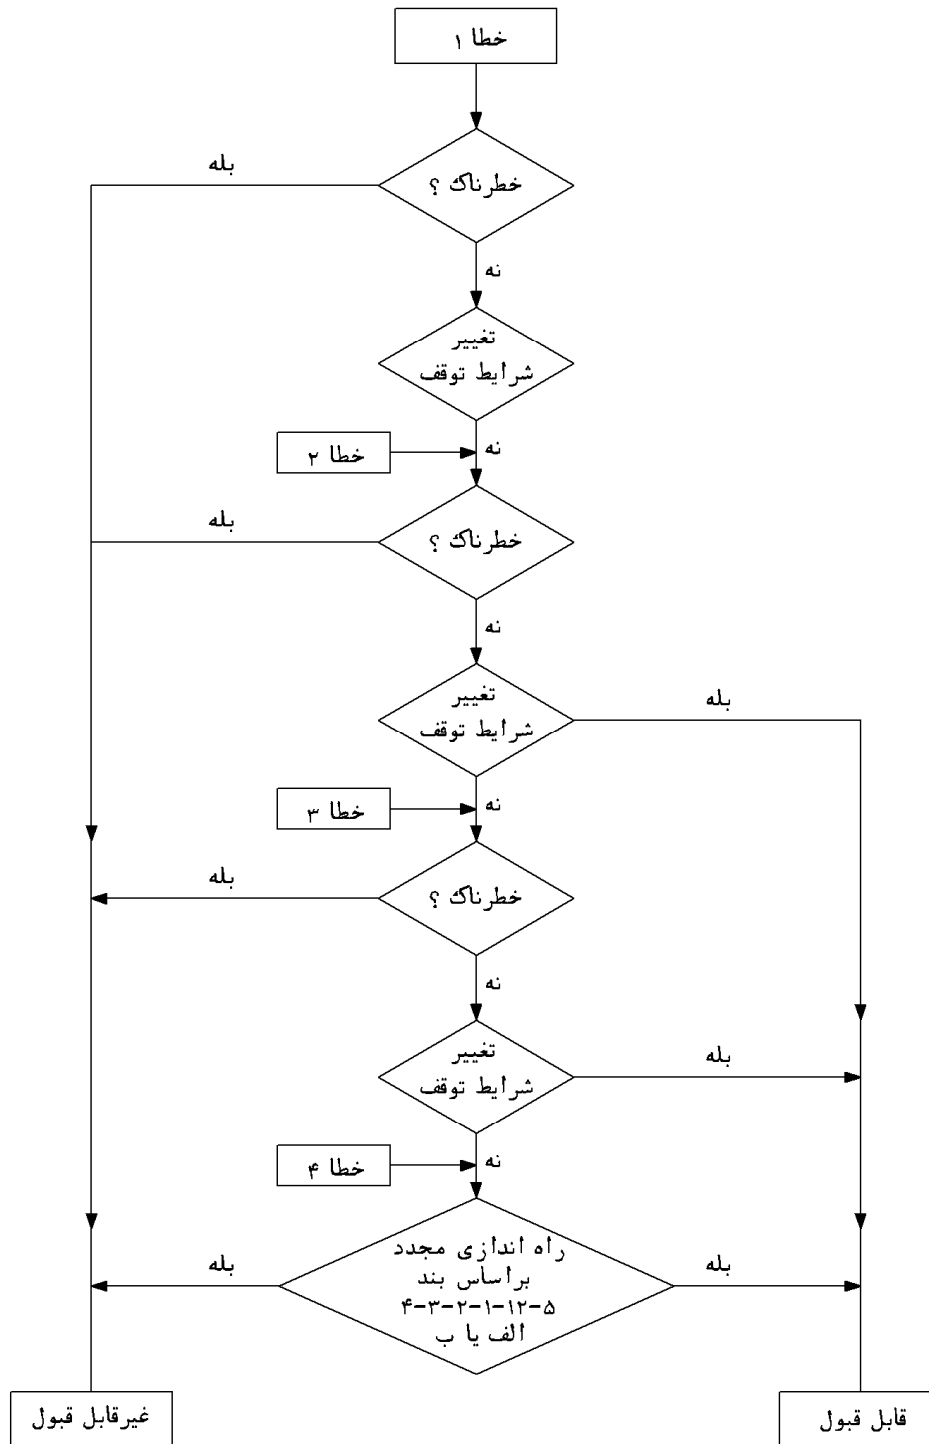 خطا ۱
بله
خطرناک ؟
نه
تغییر
شرایط توقف
خطا ۲
نه
بله
خطرناک ؟
نه
تغییر
شرایط توقف
بله
خطا ۳
نه
بله
خطرناک ؟
نه
تغییر
شرایط توقف
بله
خطا ۴
نه
بله
راه اندازی مجدد
براساس بند
۵-۱۲-۱-۲-۳-۴
الف یا ب
بله
غیرقابل قبول
قابل قبول